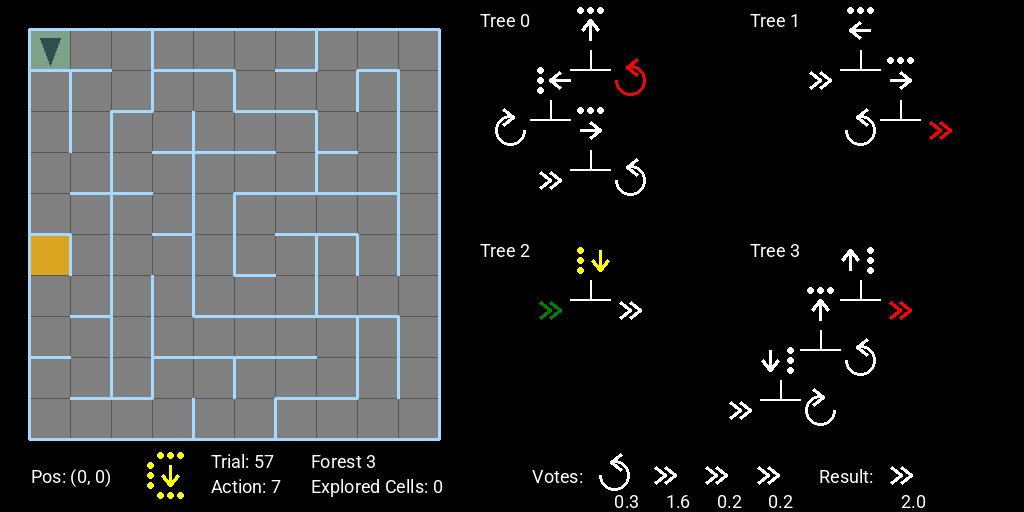 Tree 0
Tree 1
Tree 2
Tree 3
Pos: (0, 0)
Trial: 57
Action: 7
Forest 3
Explored Cells: 0
Votes:
0.3
1.6
0.2
0.2
Result:
2.0